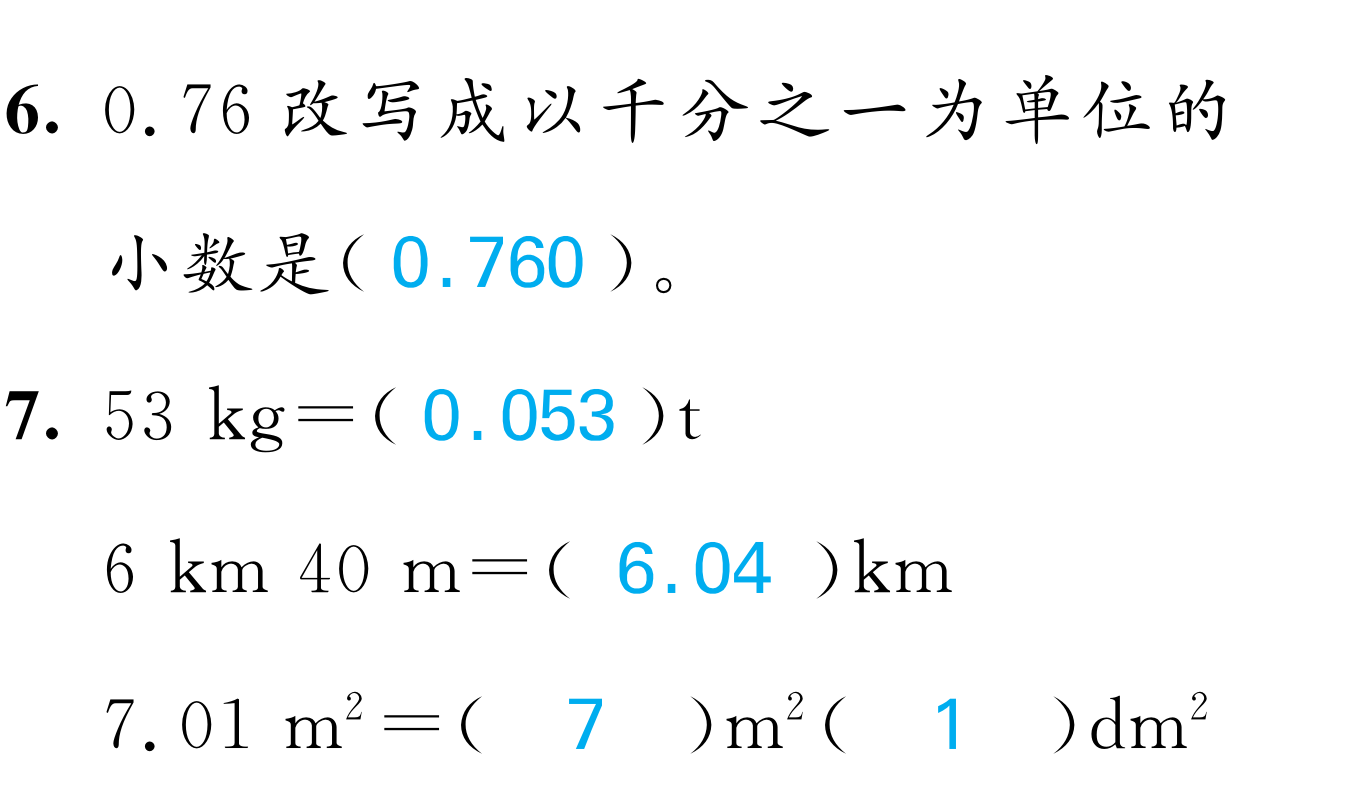 6. 0.76 改写成以千分之一为单位的
小数是( 0.760 )。
7. 53 kg=( 0.053 )t
6 km 40 m=( 6.04 )km
7.01 m²=( 7 )m²( 1 )dm²